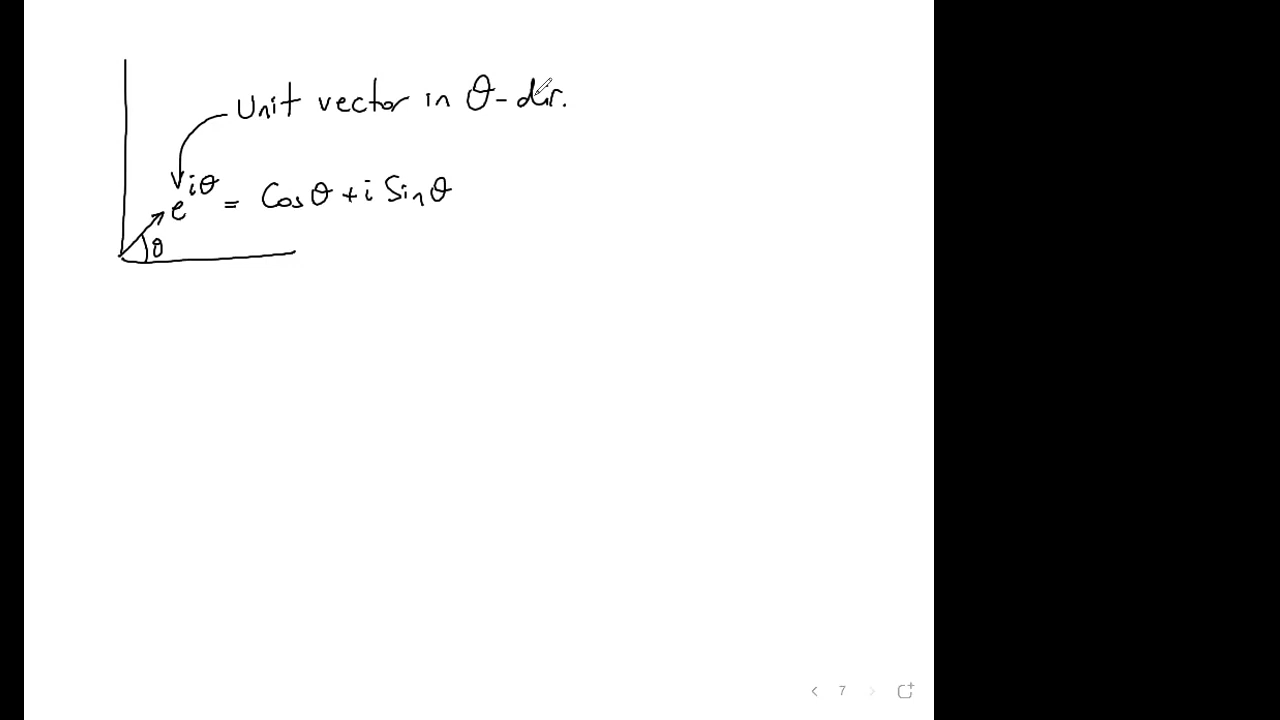 Unit vector in θ-dir.
e^{iθ} = Cos θ + i Sin θ
θ
7